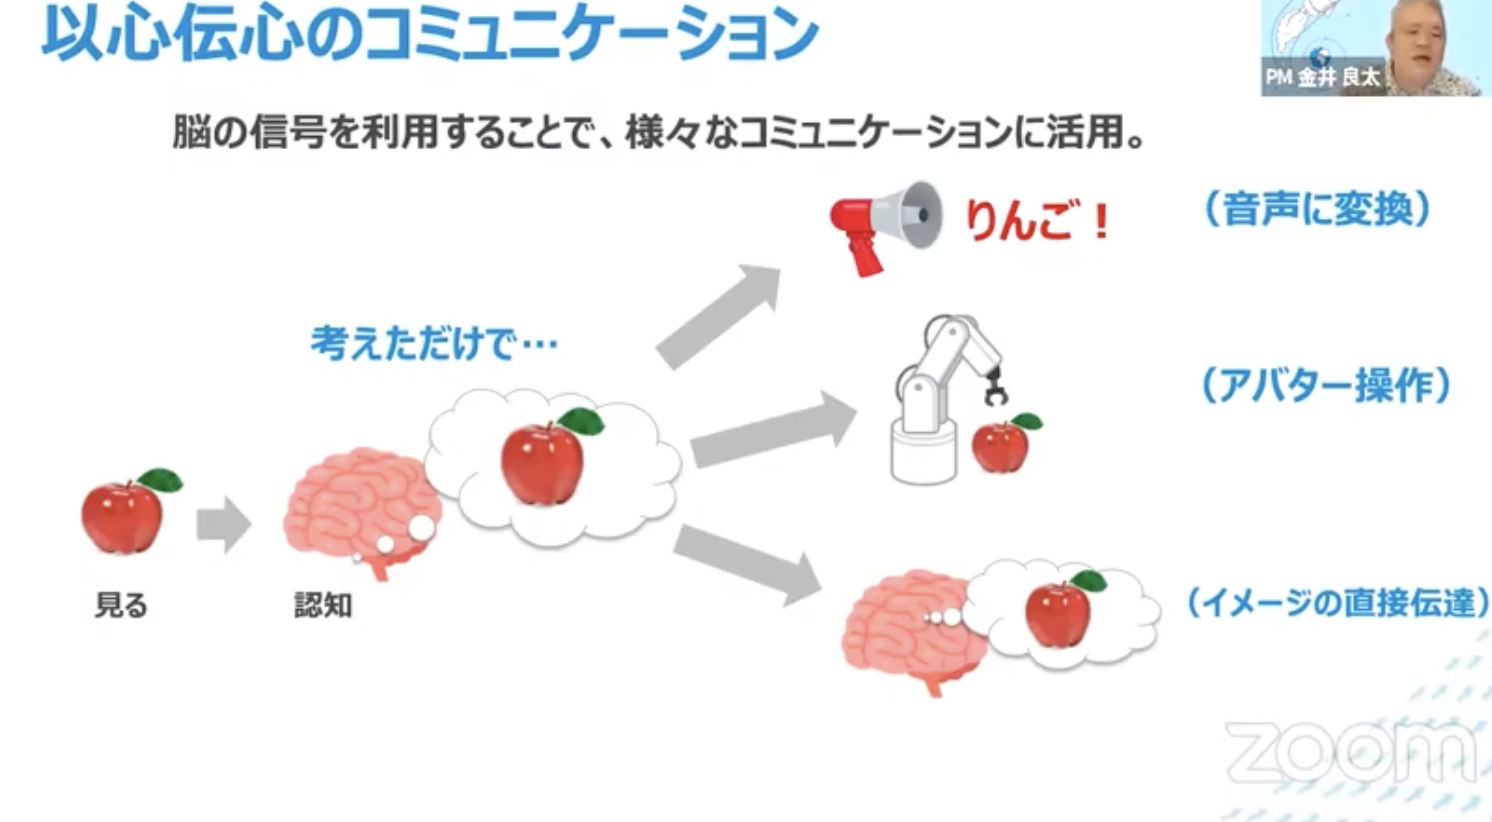 以心伝心のコミュニケーション
PM 金井 良太
脳の信号を利用することで、様々なコミュニケーションに活用。
りんご！
（音声に変換）
考えただけで…
（アバター操作）
見る
認知
（イメージの直接伝達）
zoom